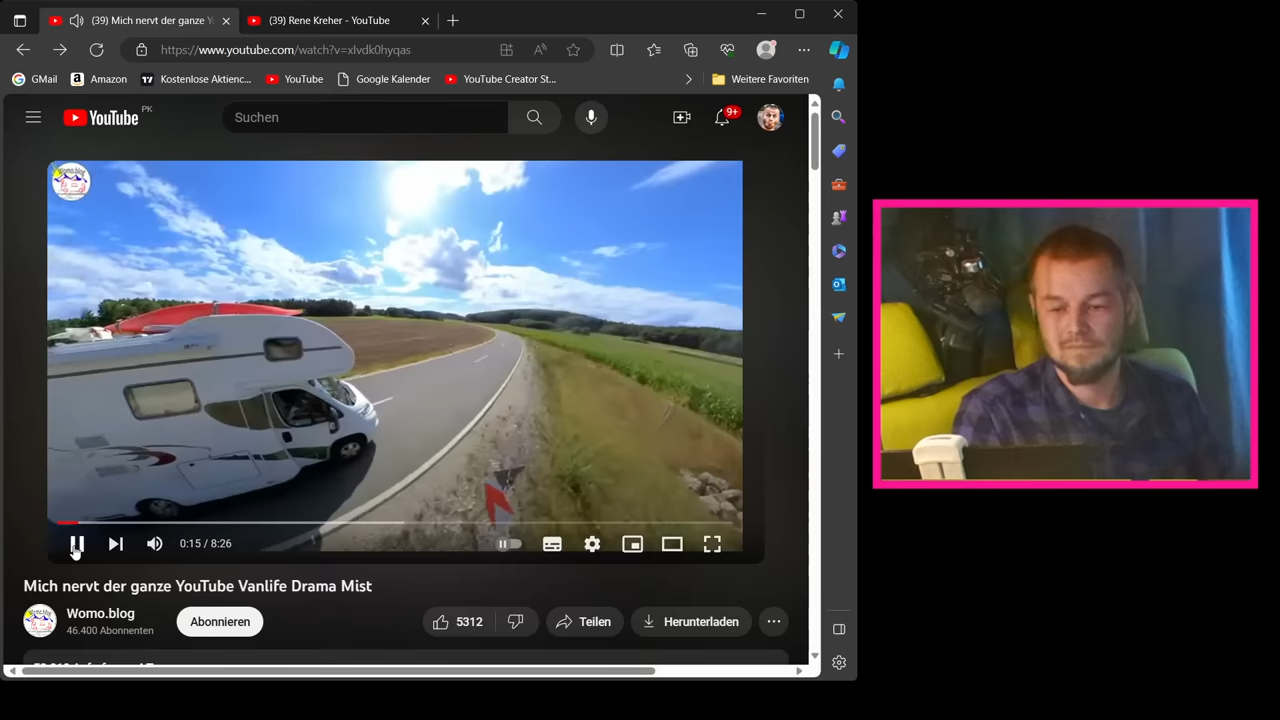 (39) Mich nervt der ganze Y
(39) Rene Kreher - YouTube
https://www.youtube.com/watch?v=xlvdk0hyqas
GMail
Amazon
Kostenlose Aktienc...
YouTube
Google Kalender
YouTube Creator St...
Weitere Favoriten
YouTube PK
Suchen
9+
Womo.blog
0:15 / 8:26
Mich nervt der ganze YouTube Vanlife Drama Mist
Womo.blog
46.400 Abonnenten
Abonnieren
5312
Teilen
Herunterladen